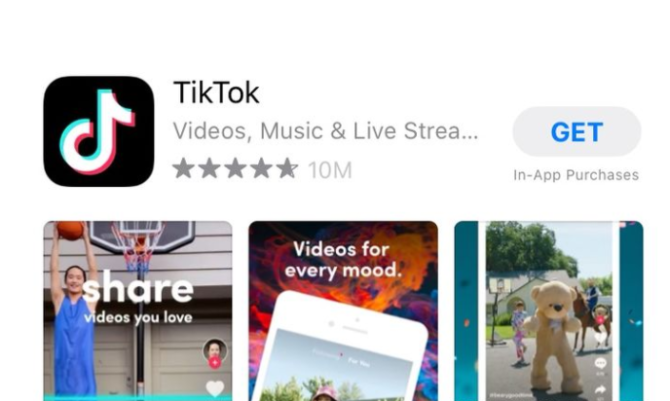 TikTok
Videos, Music & Live Strea...
10M
GET
In-App Purchases
share
videos you love
Videos for
every mood.
For You